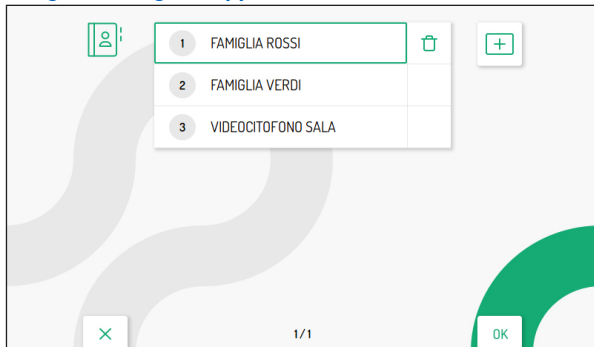 1 FAMIGLIA ROSSI
2 FAMIGLIA VERDI
3 VIDEOCITOFONO SALA
1/1
OK